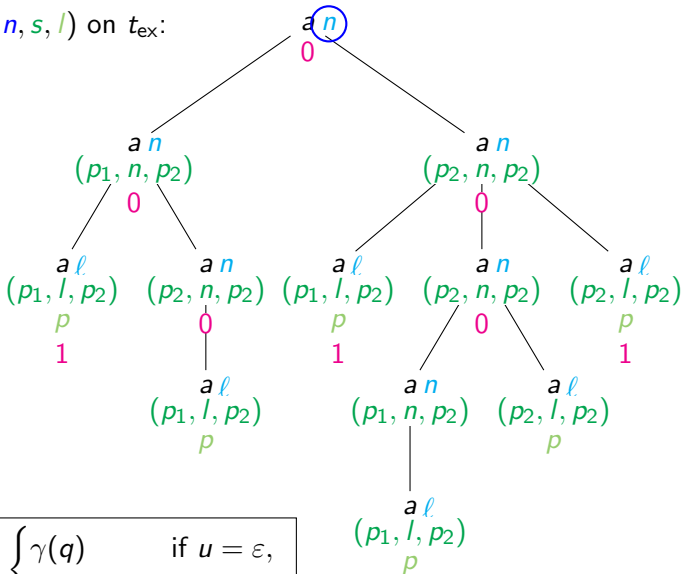 n, s, l) on t_ex:
a n
0
a n
(p₁, n, p₂)
0
a n
(p₂, n, p₂)
0
a ℓ
(p₁, l, p₂)
p
1
a n
(p₂, n, p₂)
0
a ℓ
(p₁, l, p₂)
p
1
a n
(p₂, n, p₂)
0
a ℓ
(p₂, l, p₂)
p
1
a ℓ
(p₁, l, p₂)
p
a n
(p₁, n, p₂)
a ℓ
(p₂, l, p₂)
p
a ℓ
(p₁, l, p₂)
p
{ γ(q) if u = ε,